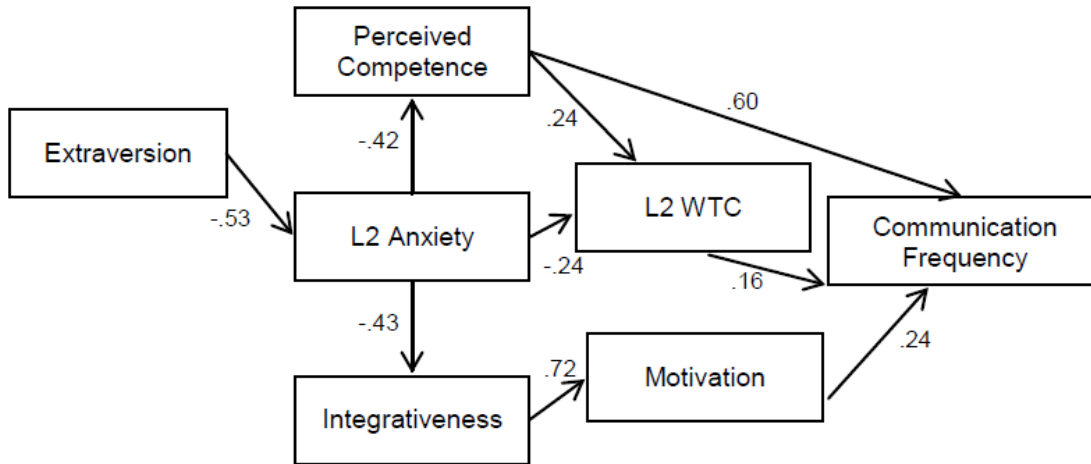 Perceived
Competence
.60
.24
-.42
Extraversion
L2 WTC
-.53
L2 Anxiety
Communication
Frequency
-.24
.16
-.43
.24
.72
Motivation
Integrativeness